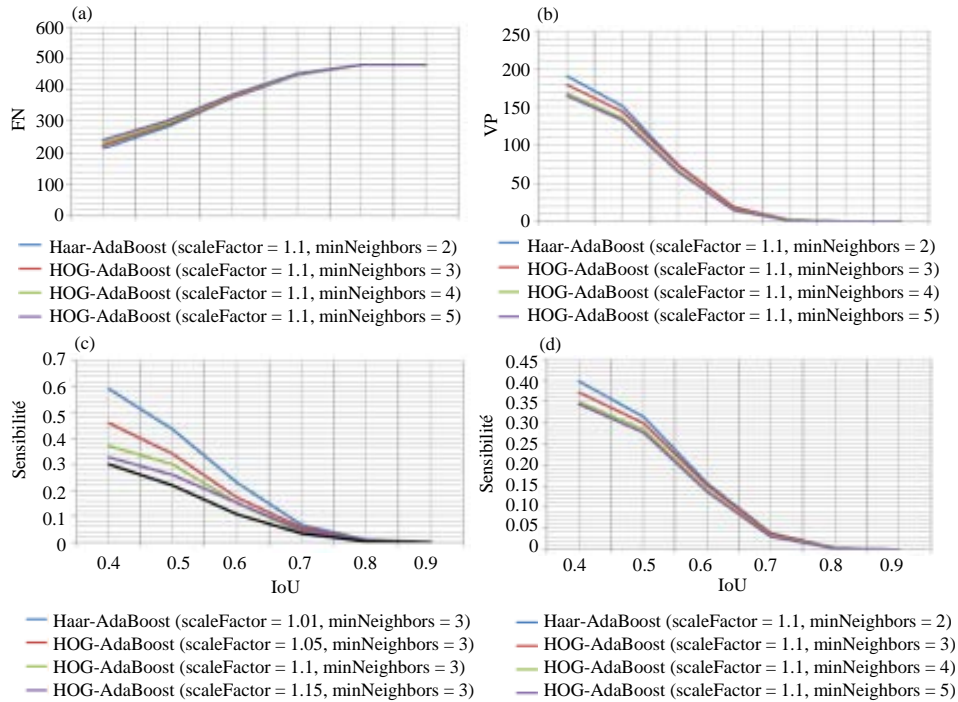 (a)
600
500
400
300
200
100
0
FN
Haar-AdaBoost (scaleFactor = 1.1, minNeighbors = 2)
HOG-AdaBoost (scaleFactor = 1.1, minNeighbors = 3)
HOG-AdaBoost (scaleFactor = 1.1, minNeighbors = 4)
HOG-AdaBoost (scaleFactor = 1.1, minNeighbors = 5)
(b)
250
200
150
100
50
0
VP
Haar-AdaBoost (scaleFactor = 1.1, minNeighbors = 2)
HOG-AdaBoost (scaleFactor = 1.1, minNeighbors = 3)
HOG-AdaBoost (scaleFactor = 1.1, minNeighbors = 4)
HOG-AdaBoost (scaleFactor = 1.1, minNeighbors = 5)
(c)
0.7
0.6
0.5
0.4
0.3
0.2
0.1
0
Sensibilité
0.4 0.5 0.6 0.7 0.8 0.9
IoU
Haar-AdaBoost (scaleFactor = 1.01, minNeighbors = 3)
HOG-AdaBoost (scaleFactor = 1.05, minNeighbors = 3)
HOG-AdaBoost (scaleFactor = 1.1, minNeighbors = 3)
HOG-AdaBoost (scaleFactor = 1.15, minNeighbors = 3)
(d)
0.45
0.40
0.35
0.30
0.25
0.20
0.15
0.10
0.05
0
Sensibilité
0.4 0.5 0.6 0.7 0.8 0.9
IoU
Haar-AdaBoost (scaleFactor = 1.1, minNeighbors = 2)
HOG-AdaBoost (scaleFactor = 1.1, minNeighbors = 3)
HOG-AdaBoost (scaleFactor = 1.1, minNeighbors = 4)
HOG-AdaBoost (scaleFactor = 1.1, minNeighbors = 5)